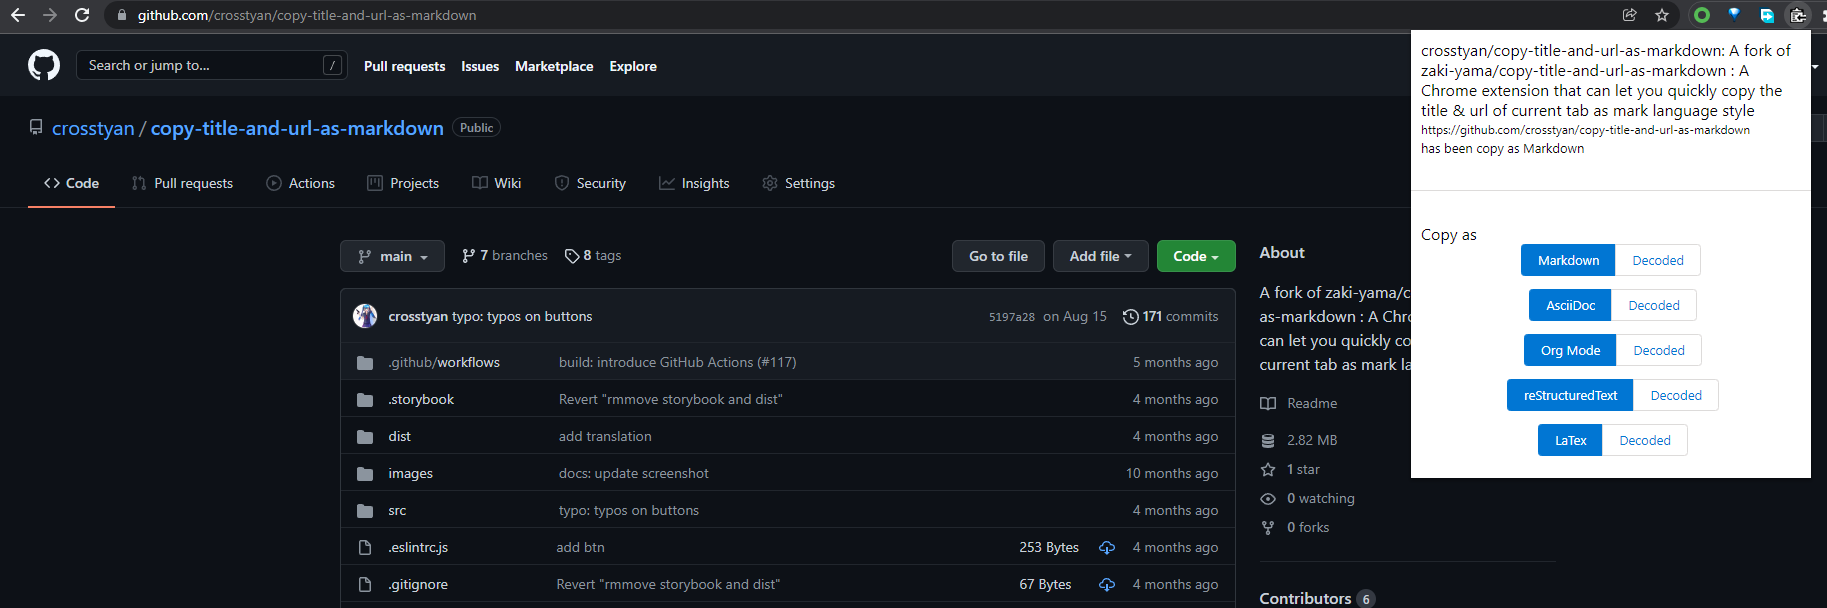 github.com/crosstyan/copy-title-and-url-as-markdown
Search or jump to... /
Pull requests Issues Marketplace Explore
crosstyan / copy-title-and-url-as-markdown Public
Code Pull requests Actions Projects Wiki Security Insights Settings
main 7 branches 8 tags Go to file Add file Code
crosstyan typo: typos on buttons 5197a28 on Aug 15 171 commits
.github/workflows build: introduce GitHub Actions (#117) 5 months ago
.storybook Revert "rmmove storybook and dist" 4 months ago
dist add translation 4 months ago
images docs: update screenshot 10 months ago
src typo: typos on buttons 4 months ago
.eslintrc.js add btn 253 Bytes 4 months ago
.gitignore Revert "rmmove storybook and dist" 67 Bytes 4 months ago
About
A fork of zaki-yama/c
as-markdown : A Chro
can let you quickly co
current tab as mark la
Readme
2.82 MB
1 star
0 watching
0 forks
Contributors 6
crosstyan/copy-title-and-url-as-markdown: A fork of
zaki-yama/copy-title-and-url-as-markdown : A
Chrome extension that can let you quickly copy the
title & url of current tab as mark language style
https://github.com/crosstyan/copy-title-and-url-as-markdown
has been copy as Markdown
Copy as
Markdown Decoded
AsciiDoc Decoded
Org Mode Decoded
reStructuredText Decoded
LaTex Decoded